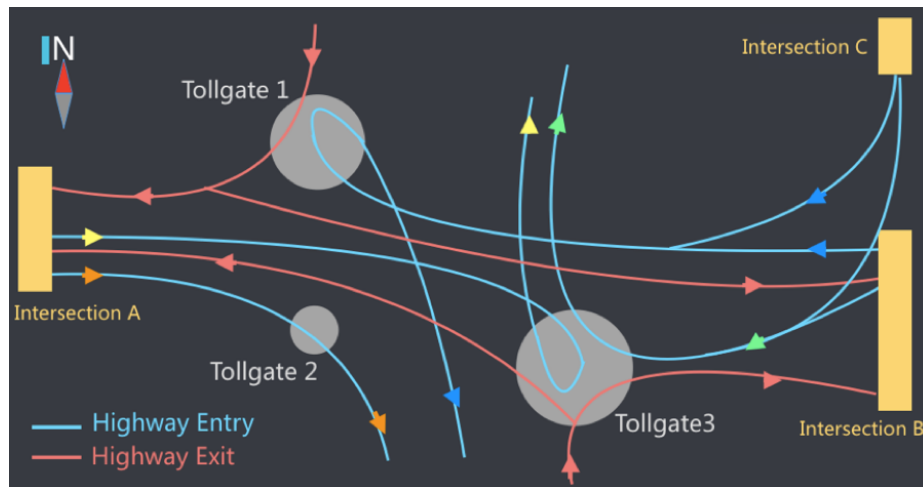 N
Intersection C
Tollgate 1
Intersection A
Tollgate 2
Tollgate3
Intersection B
Highway Entry
Highway Exit